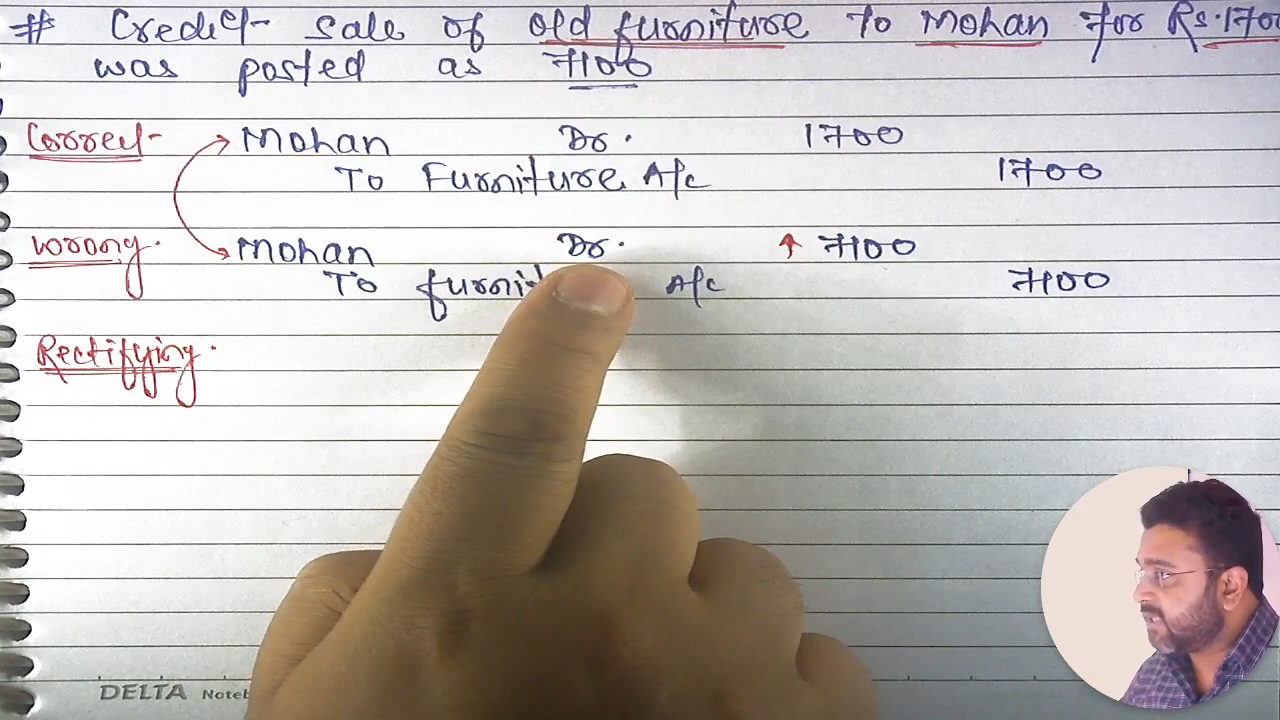 # Credit sale of old furniture to Mohan for Rs. 1700
was posted as 7100
Correct Mohan Dr. 1700
To Furniture A/c 1700
Wrong. Mohan Dr. ↑ 7100
To A/c 7100
Rectifying.
DELTA